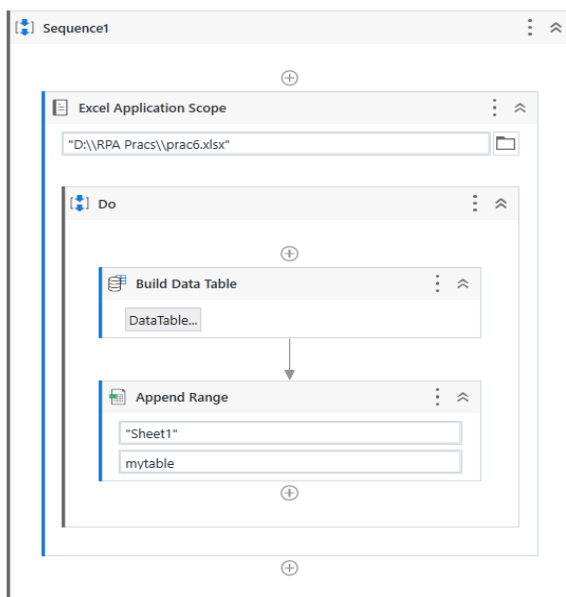 Sequence1
Excel Application Scope
"D:\\RPA Pracs\\prac6.xlsx"
Do
Build Data Table
DataTable...
Append Range
"Sheet1"
mytable